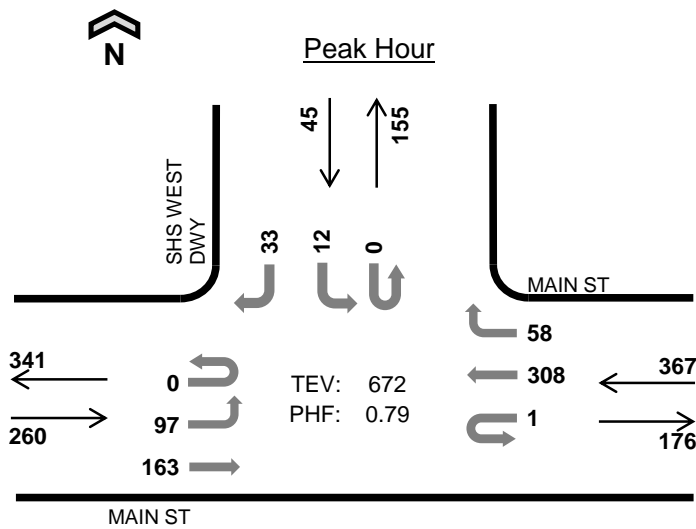 N
Peak Hour
45
155
SHS WEST
DWY
33
12
0
MAIN ST
58
341
0
TEV: 672
308
367
260
97
PHF: 0.79
1
176
163
MAIN ST